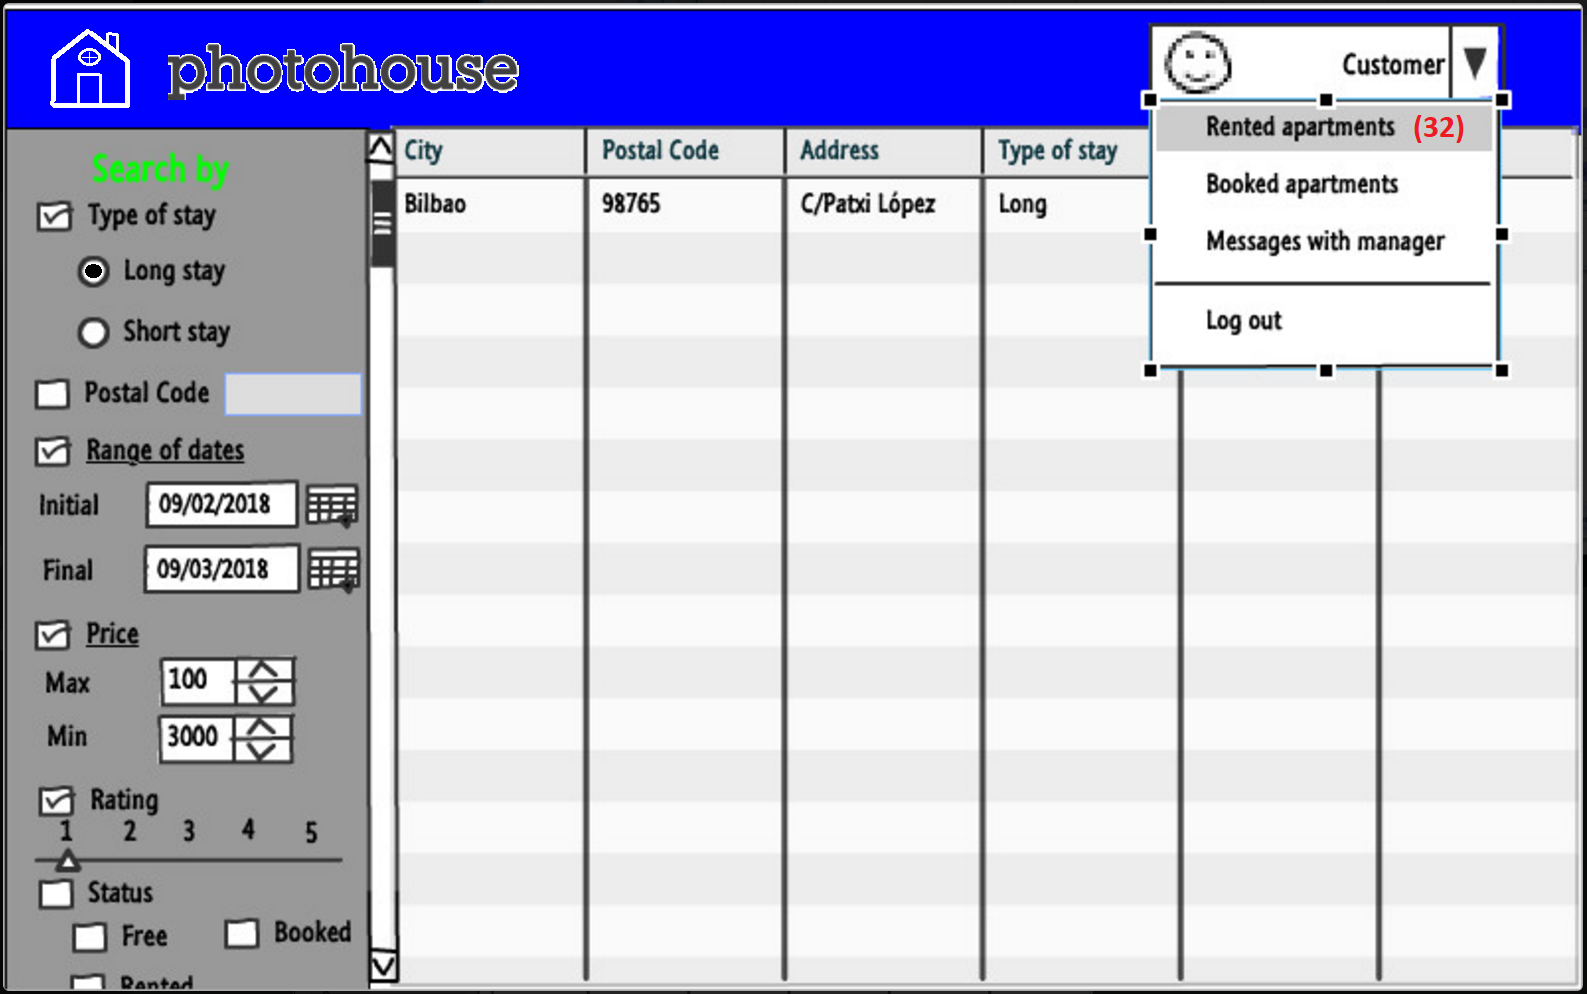 photohouse
Customer
Rented apartments (32)
Booked apartments
Messages with manager
Log out
Search by
Type of stay
Long stay
Short stay
Postal Code
Range of dates
Initial 09/02/2018
Final 09/03/2018
Price
Max 100
Min 3000
Rating
1 2 3 4 5
Status
Free Booked
Rented
City Postal Code Address Type of stay
Bilbao 98765 C/Patxi López Long